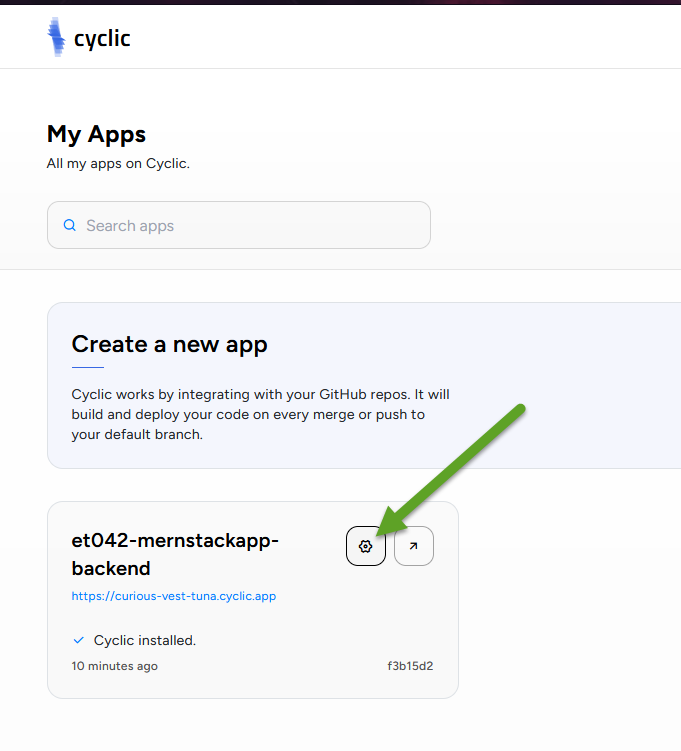 cyclic
My Apps
All my apps on Cyclic.
Search apps
Create a new app
Cyclic works by integrating with your GitHub repos. It will
build and deploy your code on every merge or push to
your default branch.
et042-mernstackapp-
backend
https://curious-vest-tuna.cyclic.app
Cyclic installed.
10 minutes ago
f3b15d2